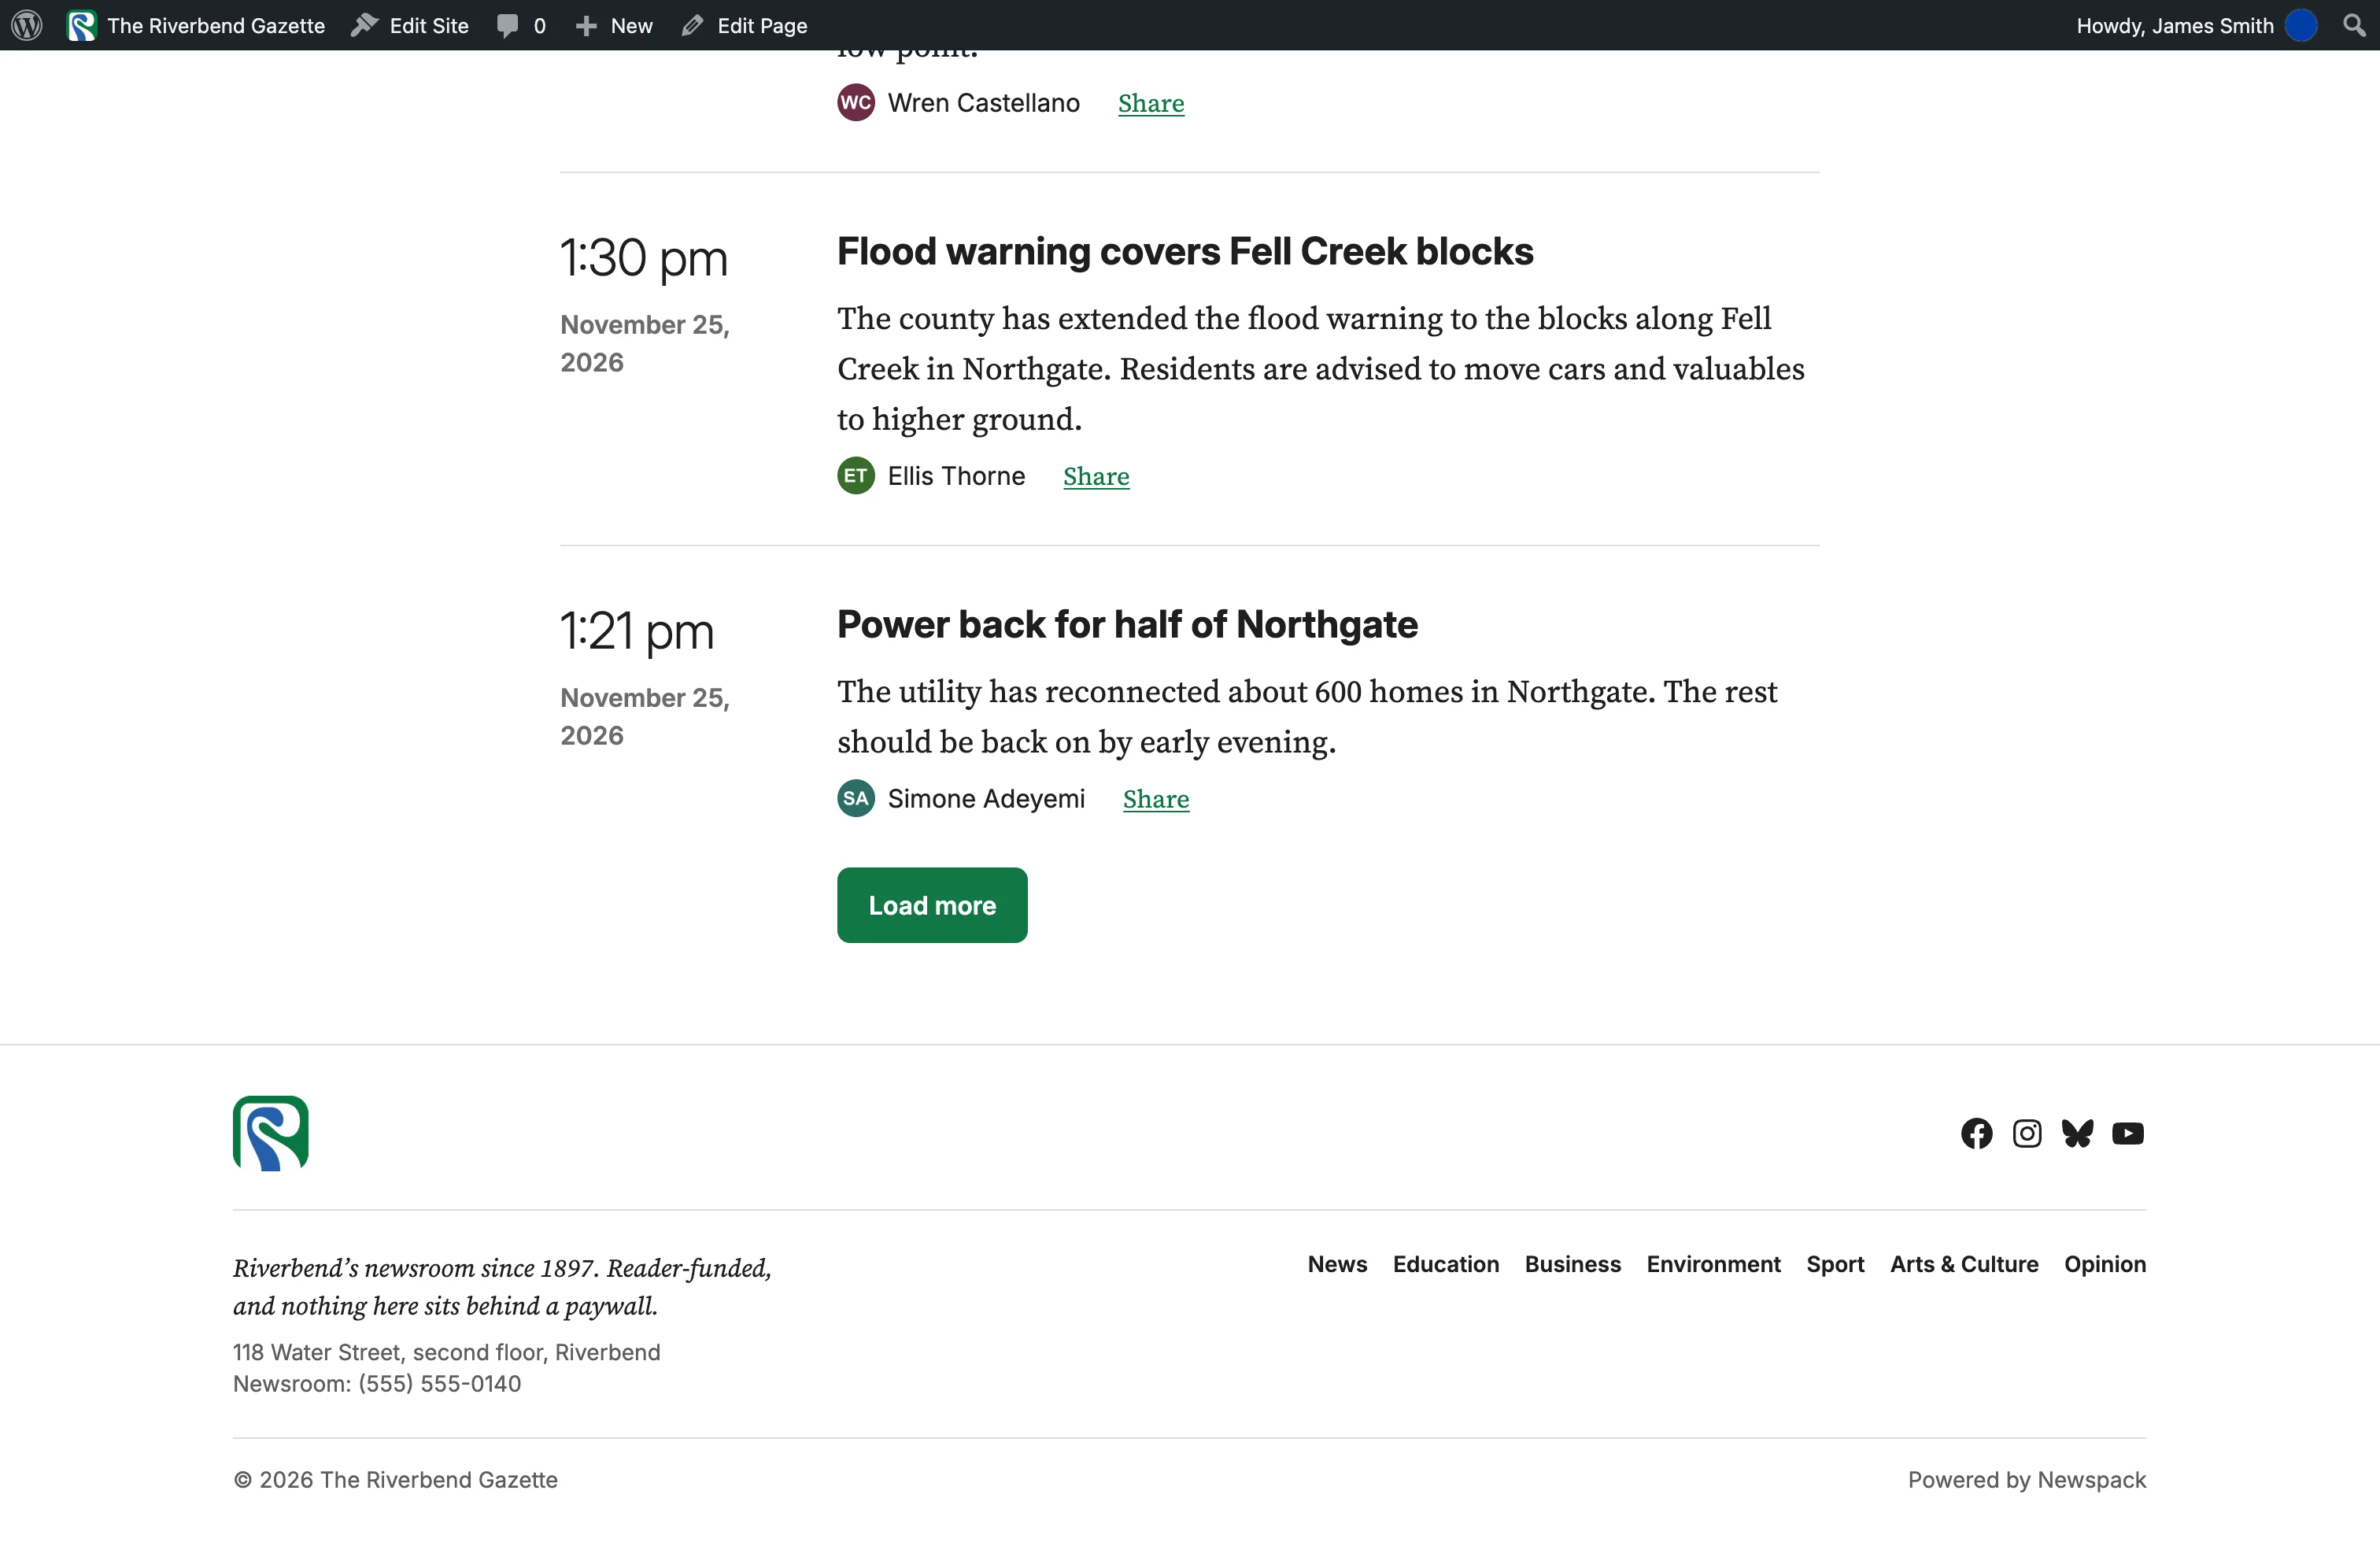 The Riverbend Gazette Edit Site 0 New Edit Page Howdy, James Smith
low point.
WC Wren Castellano Share
1:30 pm
November 25,
2026
Flood warning covers Fell Creek blocks
The county has extended the flood warning to the blocks along Fell
Creek in Northgate. Residents are advised to move cars and valuables
to higher ground.
ET Ellis Thorne Share
1:21 pm
November 25,
2026
Power back for half of Northgate
The utility has reconnected about 600 homes in Northgate. The rest
should be back on by early evening.
SA Simone Adeyemi Share
Load more
Riverbend’s newsroom since 1897. Reader-funded,
and nothing here sits behind a paywall.
118 Water Street, second floor, Riverbend
Newsroom: (555) 555-0140
News Education Business Environment Sport Arts & Culture Opinion
© 2026 The Riverbend Gazette
Powered by Newspack